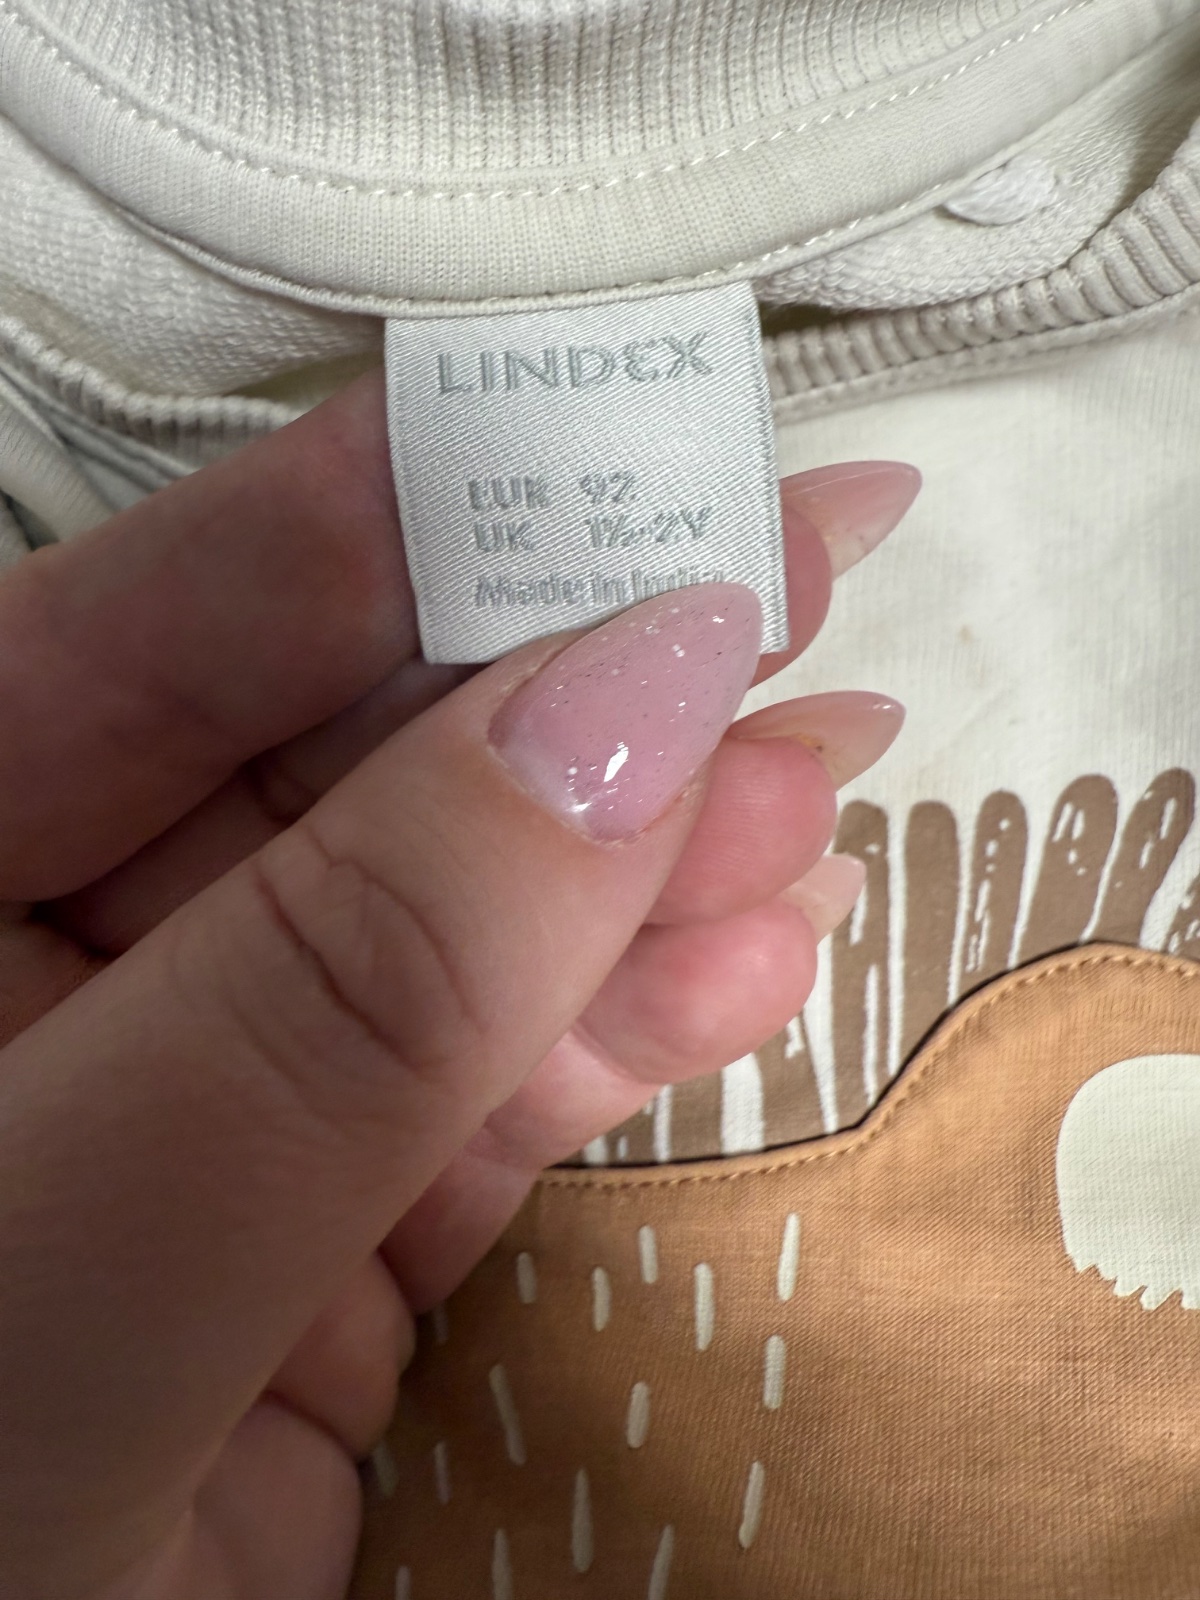 LINDEX
EUR 92
UK 1½-2Y
Made in India